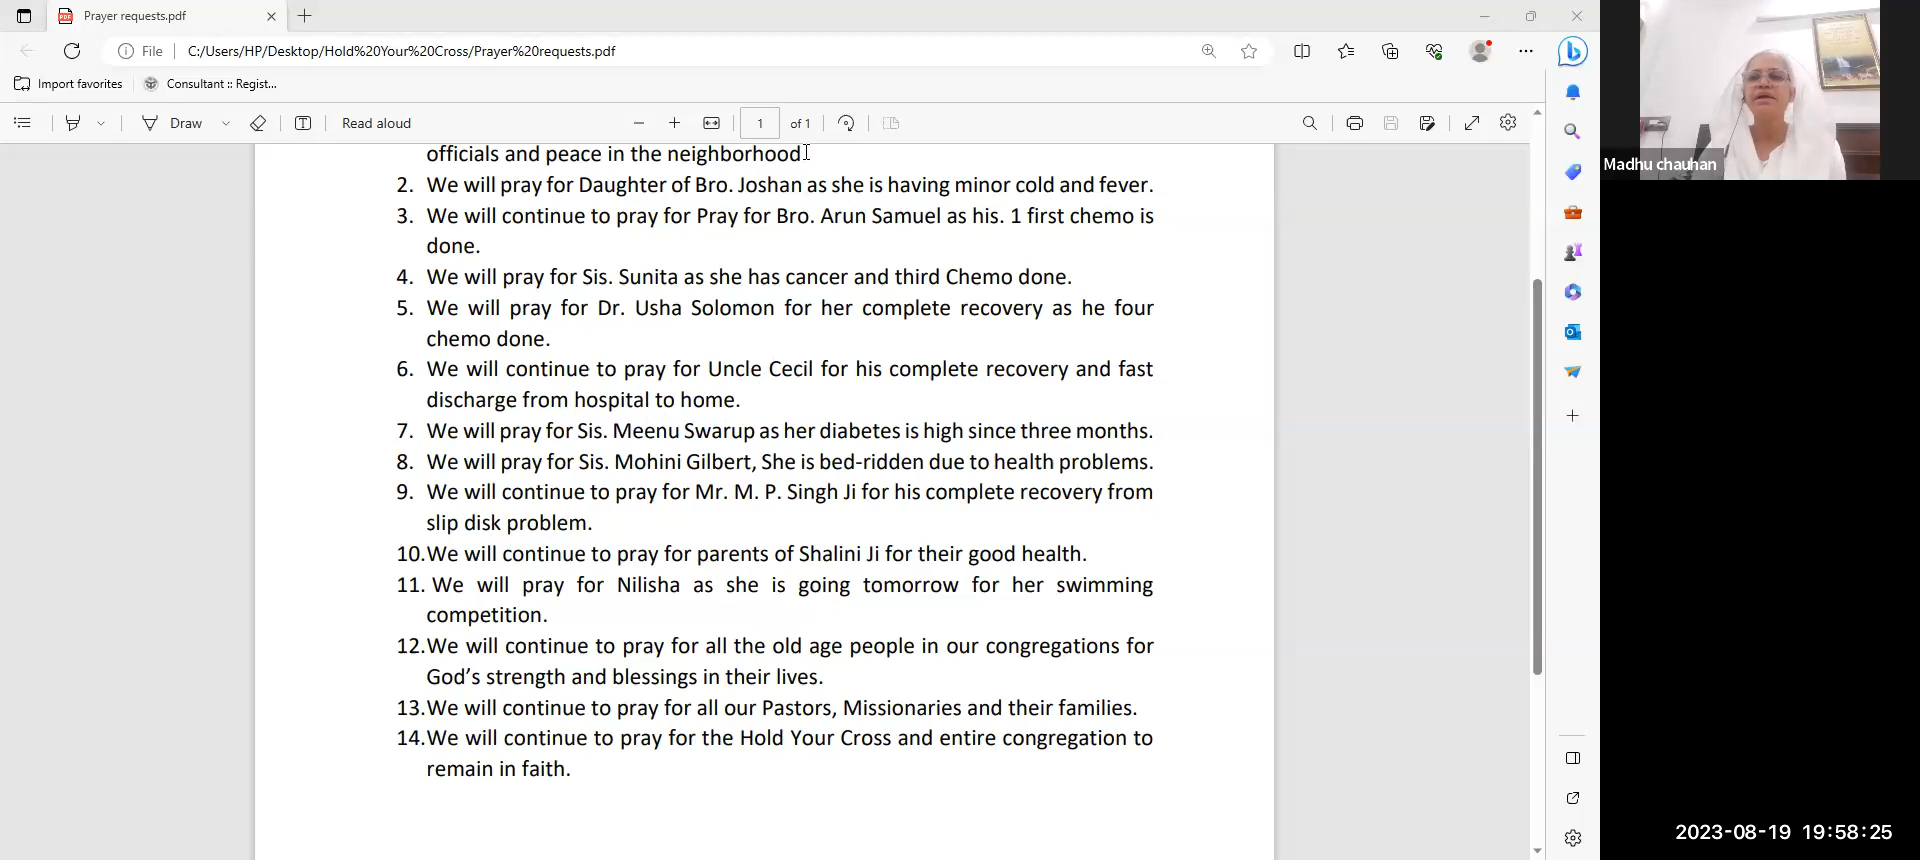 Prayer requests.pdf
File
C:/Users/HP/Desktop/Hold%20Your%20Cross/Prayer%20requests.pdf
Import favorites
Consultant :: Regist...
Draw
Read aloud
1 of 1
Madhu chauhan
officials and peace in the neighborhood.
2. We will pray for Daughter of Bro. Joshan as she is having minor cold and fever.
3. We will continue to pray for Pray for Bro. Arun Samuel as his. 1 first chemo is
done.
4. We will pray for Sis. Sunita as she has cancer and third Chemo done.
5. We will pray for Dr. Usha Solomon for her complete recovery as he four
chemo done.
6. We will continue to pray for Uncle Cecil for his complete recovery and fast
discharge from hospital to home.
7. We will pray for Sis. Meenu Swarup as her diabetes is high since three months.
8. We will pray for Sis. Mohini Gilbert, She is bed-ridden due to health problems.
9. We will continue to pray for Mr. M. P. Singh Ji for his complete recovery from
slip disk problem.
10.We will continue to pray for parents of Shalini Ji for their good health.
11. We will pray for Nilisha as she is going tomorrow for her swimming
competition.
12.We will continue to pray for all the old age people in our congregations for
God’s strength and blessings in their lives.
13.We will continue to pray for all our Pastors, Missionaries and their families.
14.We will continue to pray for the Hold Your Cross and entire congregation to
remain in faith.
2023-08-19 19:58:25